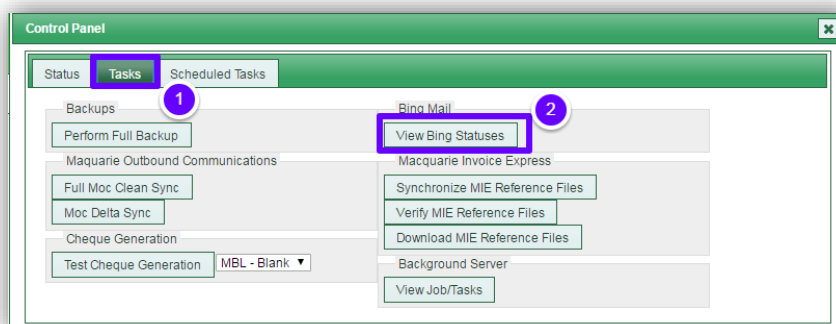 Control Panel
Status Tasks Scheduled Tasks
1
Backups
Perform Full Backup
Bing Mail
2
View Bing Statuses
Maquarie Outbound Communications
Full Moc Clean Sync
Moc Delta Sync
Macquarie Invoice Express
Synchronize MIE Reference Files
Verify MIE Reference Files
Download MIE Reference Files
Cheque Generation
Test Cheque Generation MBL - Blank
Background Server
View Job/Tasks